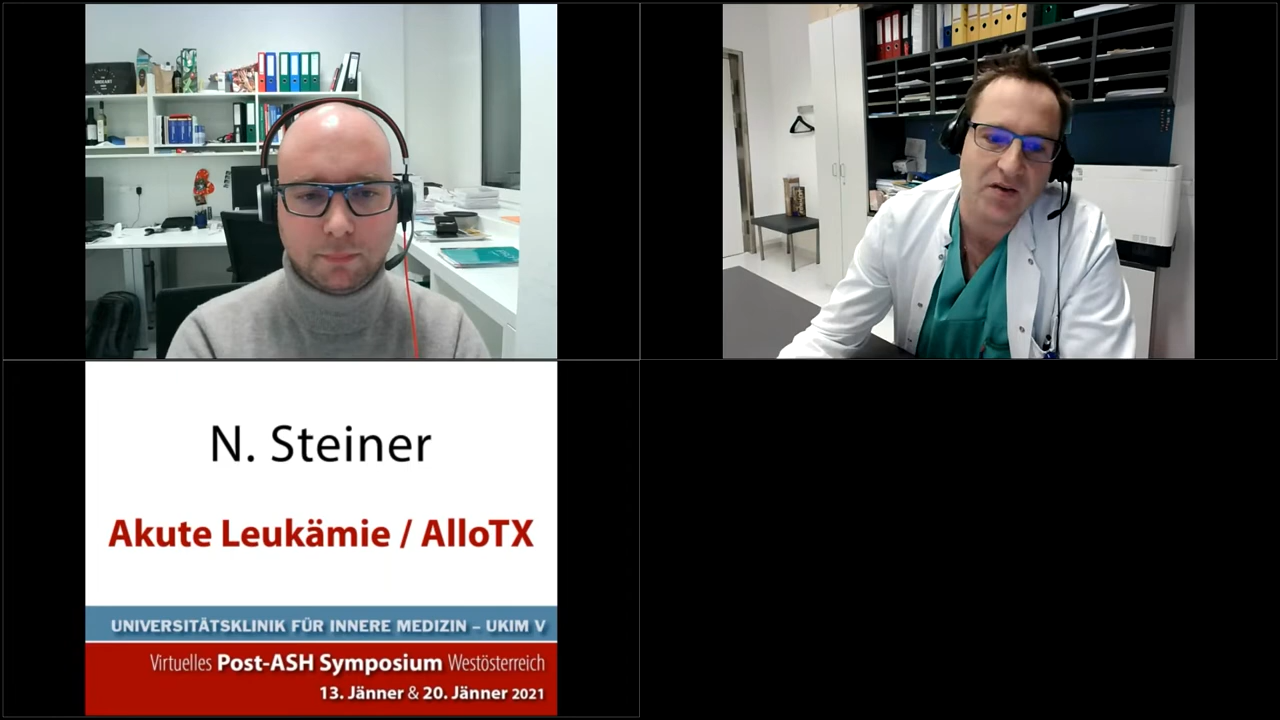 N. Steiner
Akute Leukämie / AlloTX
UNIVERSITÄTSKLINIK FÜR INNERE MEDIZIN – UKIM V
Virtuelles Post-ASH Symposium Westösterreich
13. Jänner & 20. Jänner 2021